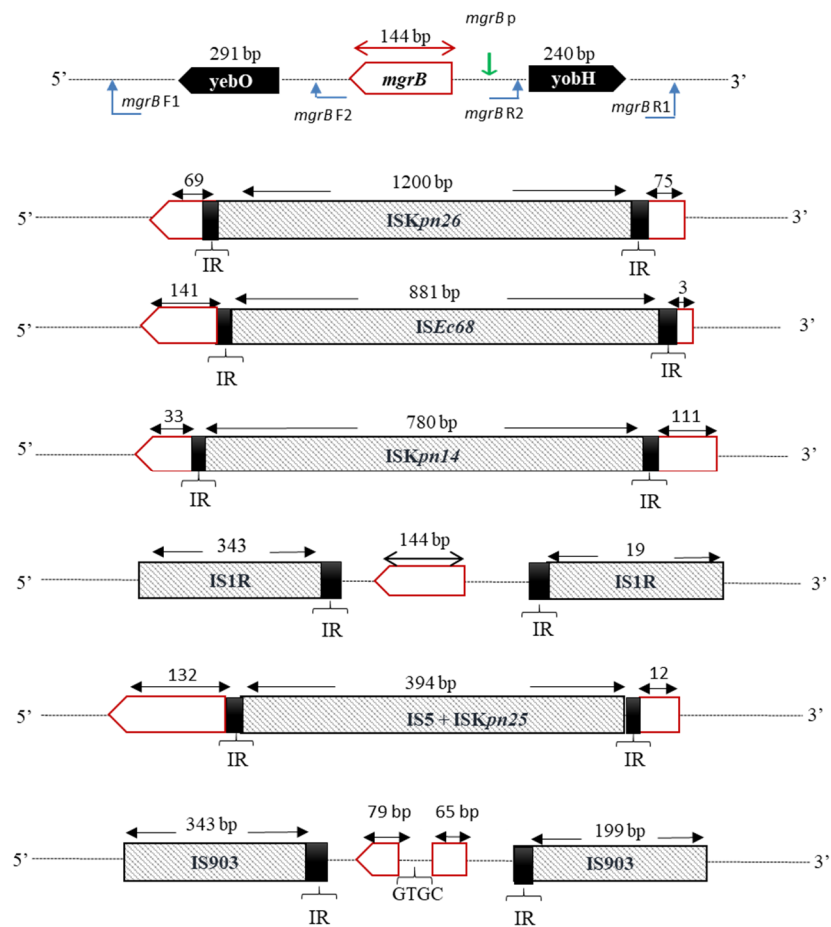 mgrB p
291 bp 144 bp 240 bp
5’ yebO mgrB yobH 3’
mgrB F1 mgrB F2 mgrB R2 mgrB R1
69 1200 bp 75
5’ ISKpn26 3’
IR IR
141 881 bp 3
5’ ISEc68 3’
IR IR
33 780 bp 111
5’ ISKpn14 3’
IR IR
343 144 bp 19
5’ IS1R IS1R 3’
IR IR
132 394 bp 12
5’ IS5 + ISKpn25 3’
IR IR
343 bp 79 bp 65 bp 199 bp
5’ IS903 IS903 3’
GTGC
IR IR